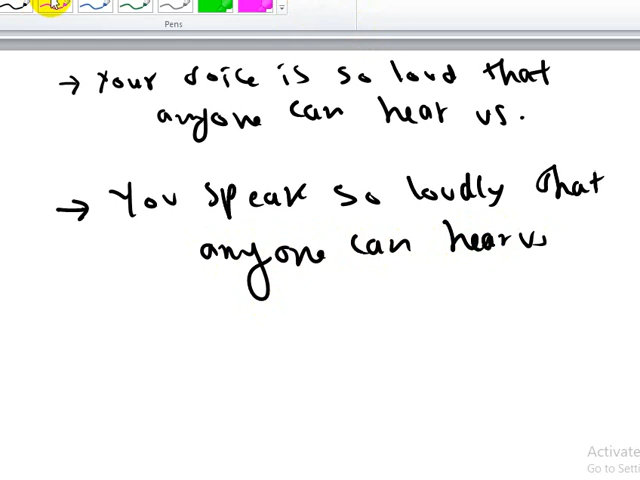 Pens
→ Your voice is so loud that
anyone can hear us.
→ You speak so loudly that
anyone can hear us
Activate
Go to Setti